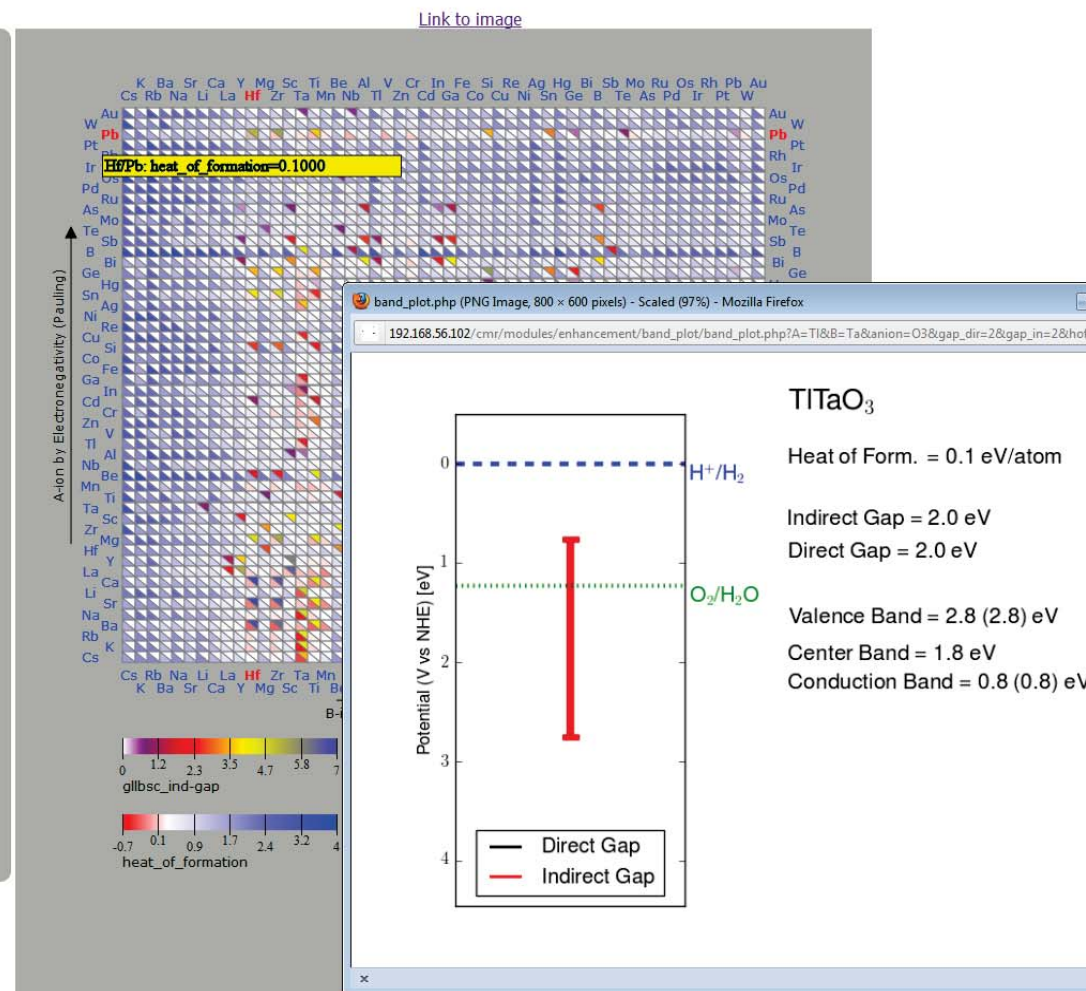 Link to image
K Ba Sr Ca Y Mg Sc Ti Be Al V Cr In Fe Si Re Ag Hg Bi Sb Mo Ru Os Rh Pb Au
Cs Rb Na Li La Hf Zr Ta Mn Nb Tl Zn Cd Ga Co Cu Ni Sn Ge B Te As Pd Ir Pt W
Au Au
W W
Pb Pb
Pt Pt
Rh
Hf/Pb: heat_of_formation=0.1000
Ir Ir
Os Os
Pd Pd
Ru Ru
As As
Mo Mo
Te Te
Sb Sb
B B
Bi Bi
Ge Ge
Hg
Sn
Ag
Ni
Re
Cu
Si
Co
Fe
Ga
In
Cd
Cr
Zn
V
Tl
Al
Nb
Be
Mn
Ti
Ta
Sc
Zr
Mg
Hf
Y
La
Ca
Li
Sr
Na
Ba
Rb
K
Cs
A-ion by Electronegativity (Pauling)
Cs Rb Na Li La Hf Zr Ta Mn
K Ba Sr Ca Y Mg Sc Ti
B-i
0 1.2 2.3 3.5 4.7 5.8 7
gllbsc_ind-gap
-0.7 0.1 0.9 1.7 2.4 3.2 4
heat_of_formation
band_plot.php (PNG Image, 800 × 600 pixels) - Scaled (97%) - Mozilla Firefox
192.168.56.102/cmr/modules/enhancement/band_plot/band_plot.php?A=Tl&B=Ta&anion=O3&gap_dir=2&gap_in=2&hot
TlTaO₃
Heat of Form. = 0.1 eV/atom
Indirect Gap = 2.0 eV
Direct Gap = 2.0 eV
Valence Band = 2.8 (2.8) eV
Center Band = 1.8 eV
Conduction Band = 0.8 (0.8) eV
Potential (V vs NHE) [eV]
0
1
2
3
4
H⁺/H₂
O₂/H₂O
Direct Gap
Indirect Gap